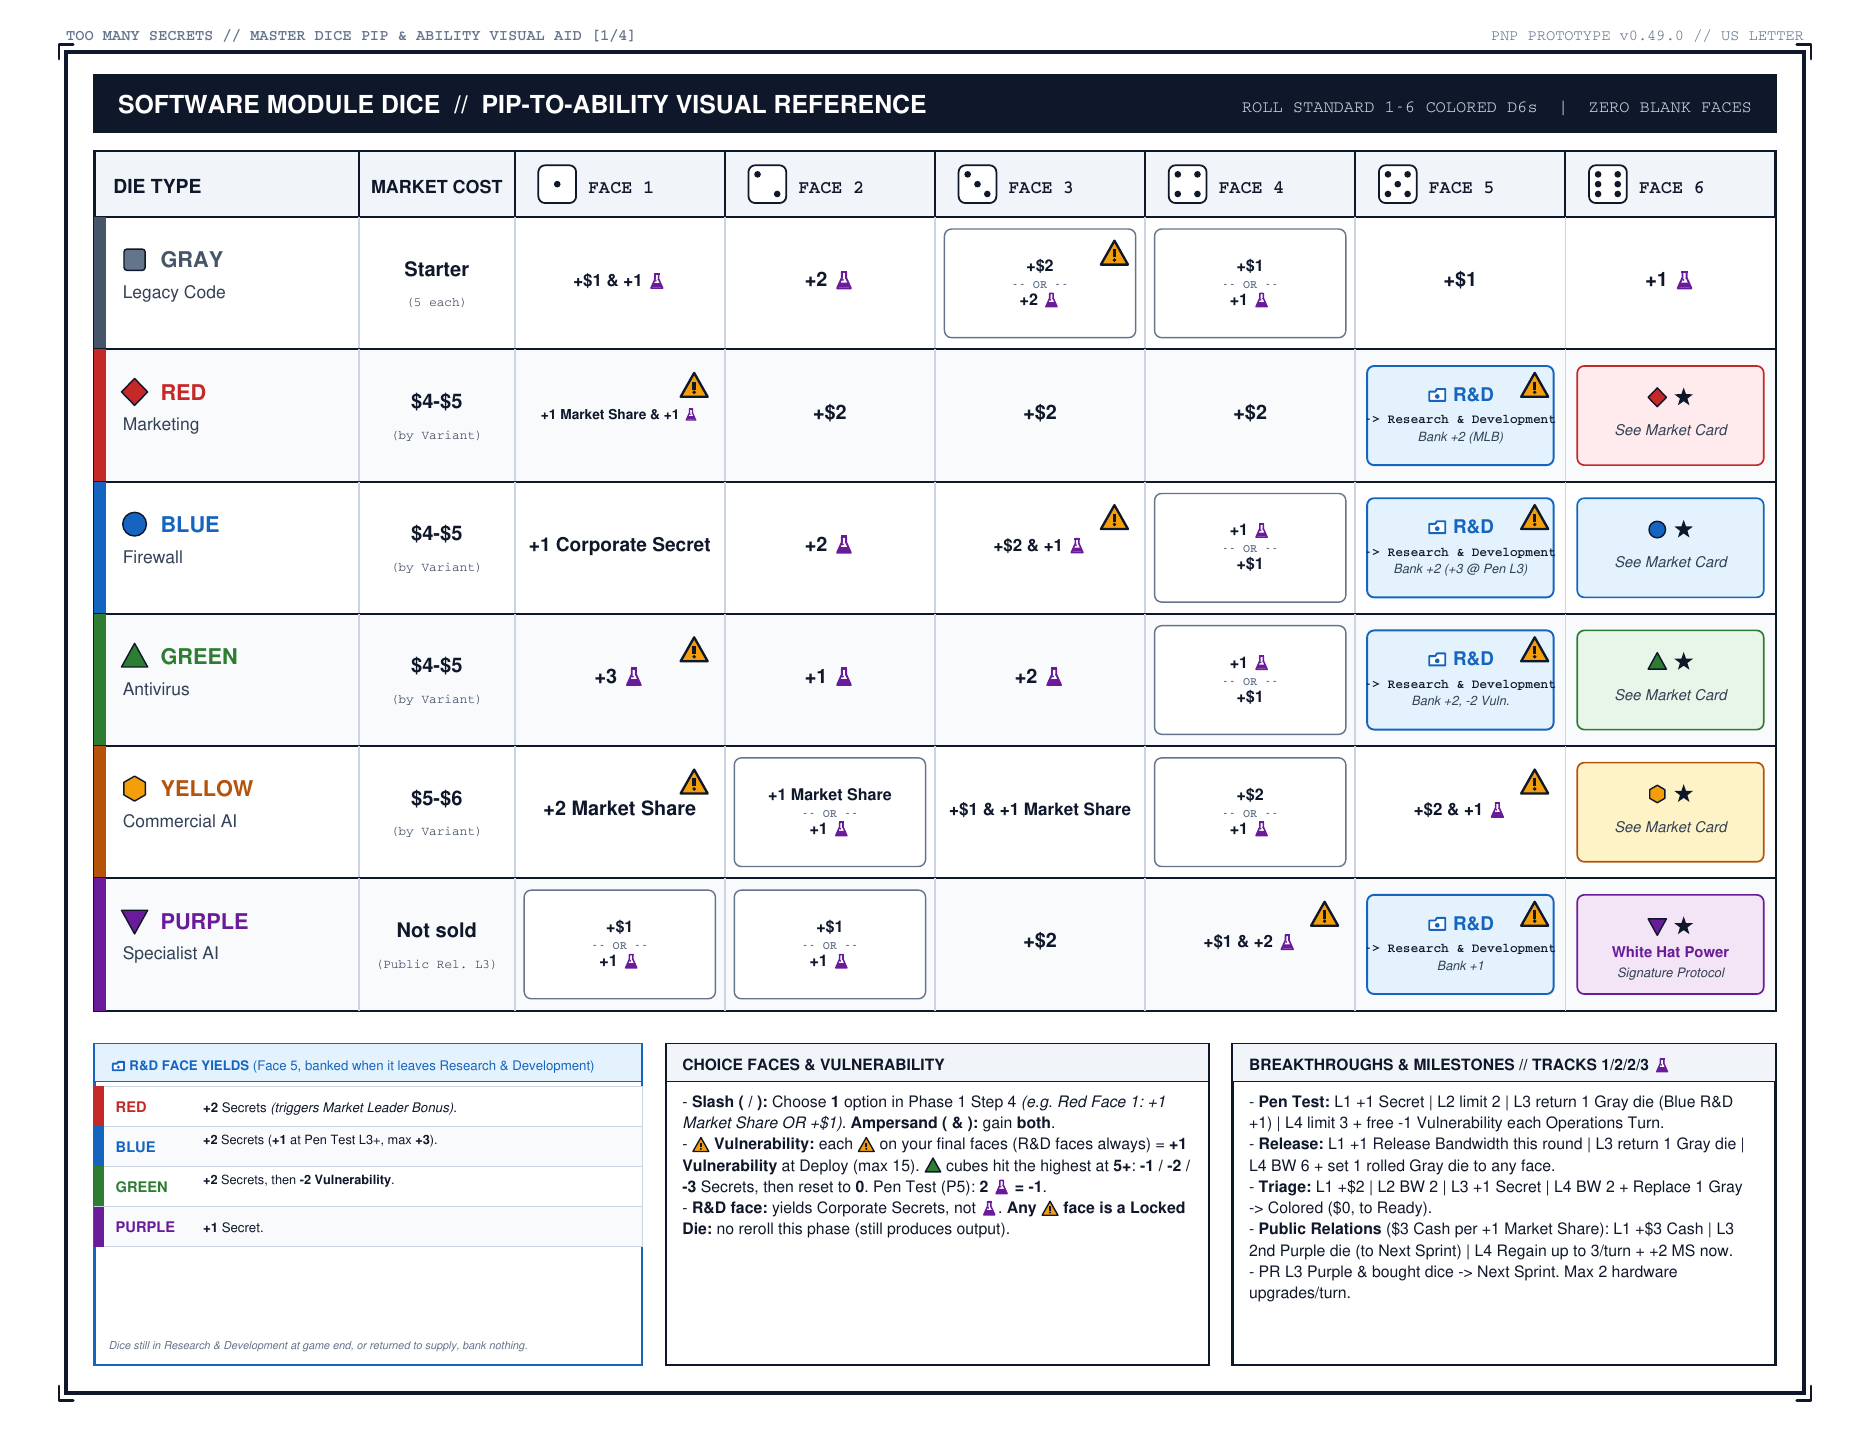 TOO MANY SECRETS // MASTER DICE PIP & ABILITY VISUAL AID [1/4]
PNP PROTOTYPE v0.49.0 // US LETTER
SOFTWARE MODULE DICE // PIP-TO-ABILITY VISUAL REFERENCE
ROLL STANDARD 1-6 COLORED D6s | ZERO BLANK FACES
DIE TYPE
MARKET COST
FACE 1
FACE 2
FACE 3
FACE 4
FACE 5
FACE 6
GRAY
Legacy Code
Starter
(5 each)
+$1 & +1
+2
+$2
-- OR --
+2
+$1
-- OR --
+1
+$1
+1
RED
Marketing
$4-$5
(by Variant)
+1 Market Share & +1
+$2
+$2
+$2
R&D
-> Research & Development
Bank +2 (MLB)
★
See Market Card
BLUE
Firewall
$4-$5
(by Variant)
+1 Corporate Secret
+2
+$2 & +1
+1
-- OR --
+$1
R&D
-> Research & Development
Bank +2 (+3 @ Pen L3)
★
See Market Card
GREEN
Antivirus
$4-$5
(by Variant)
+3
+1
+2
+1
-- OR --
+$1
R&D
-> Research & Development
Bank +2, -2 Vuln.
★
See Market Card
YELLOW
Commercial AI
$5-$6
(by Variant)
+2 Market Share
+1 Market Share
-- OR --
+1
+$1 & +1 Market Share
+$2
-- OR --
+1
+$2 & +1
★
See Market Card
PURPLE
Specialist AI
Not sold
(Public Rel. L3)
+$1
-- OR --
+1
+$1
-- OR --
+1
+$2
+$1 & +2
R&D
-> Research & Development
Bank +1
★
White Hat Power
Signature Protocol
R&D FACE YIELDS (Face 5, banked when it leaves Research & Development)
RED +2 Secrets (triggers Market Leader Bonus).
BLUE +2 Secrets (+1 at Pen Test L3+, max +3).
GREEN +2 Secrets, then -2 Vulnerability.
PURPLE +1 Secret.
Dice still in Research & Development at game end, or returned to supply, bank nothing.
CHOICE FACES & VULNERABILITY
- Slash ( / ): Choose 1 option in Phase 1 Step 4 (e.g. Red Face 1: +1
Market Share OR +$1). Ampersand ( & ): gain both.
- Vulnerability: each on your final faces (R&D faces always) = +1
Vulnerability at Deploy (max 15). cubes hit the highest at 5+: -1 / -2 /
-3 Secrets, then reset to 0. Pen Test (P5): 2 = -1.
- R&D face: yields Corporate Secrets, not . Any face is a Locked
Die: no reroll this phase (still produces output).
BREAKTHROUGHS & MILESTONES // TRACKS 1/2/2/3
- Pen Test: L1 +1 Secret | L2 limit 2 | L3 return 1 Gray die (Blue R&D
+1) | L4 limit 3 + free -1 Vulnerability each Operations Turn.
- Release: L1 +1 Release Bandwidth this round | L3 return 1 Gray die |
L4 BW 6 + set 1 rolled Gray die to any face.
- Triage: L1 +$2 | L2 BW 2 | L3 +1 Secret | L4 BW 2 + Replace 1 Gray
-> Colored ($0, to Ready).
- Public Relations ($3 Cash per +1 Market Share): L1 +$3 Cash | L3
2nd Purple die (to Next Sprint) | L4 Regain up to 3/turn + +2 MS now.
- PR L3 Purple & bought dice -> Next Sprint. Max 2 hardware
upgrades/turn.